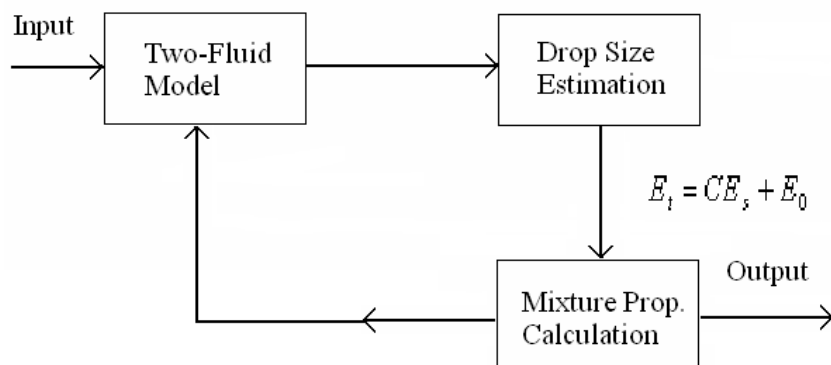 Input
Two-Fluid
Model
Drop Size
Estimation
E_t = CE_s + E_0
Output
Mixture Prop.
Calculation